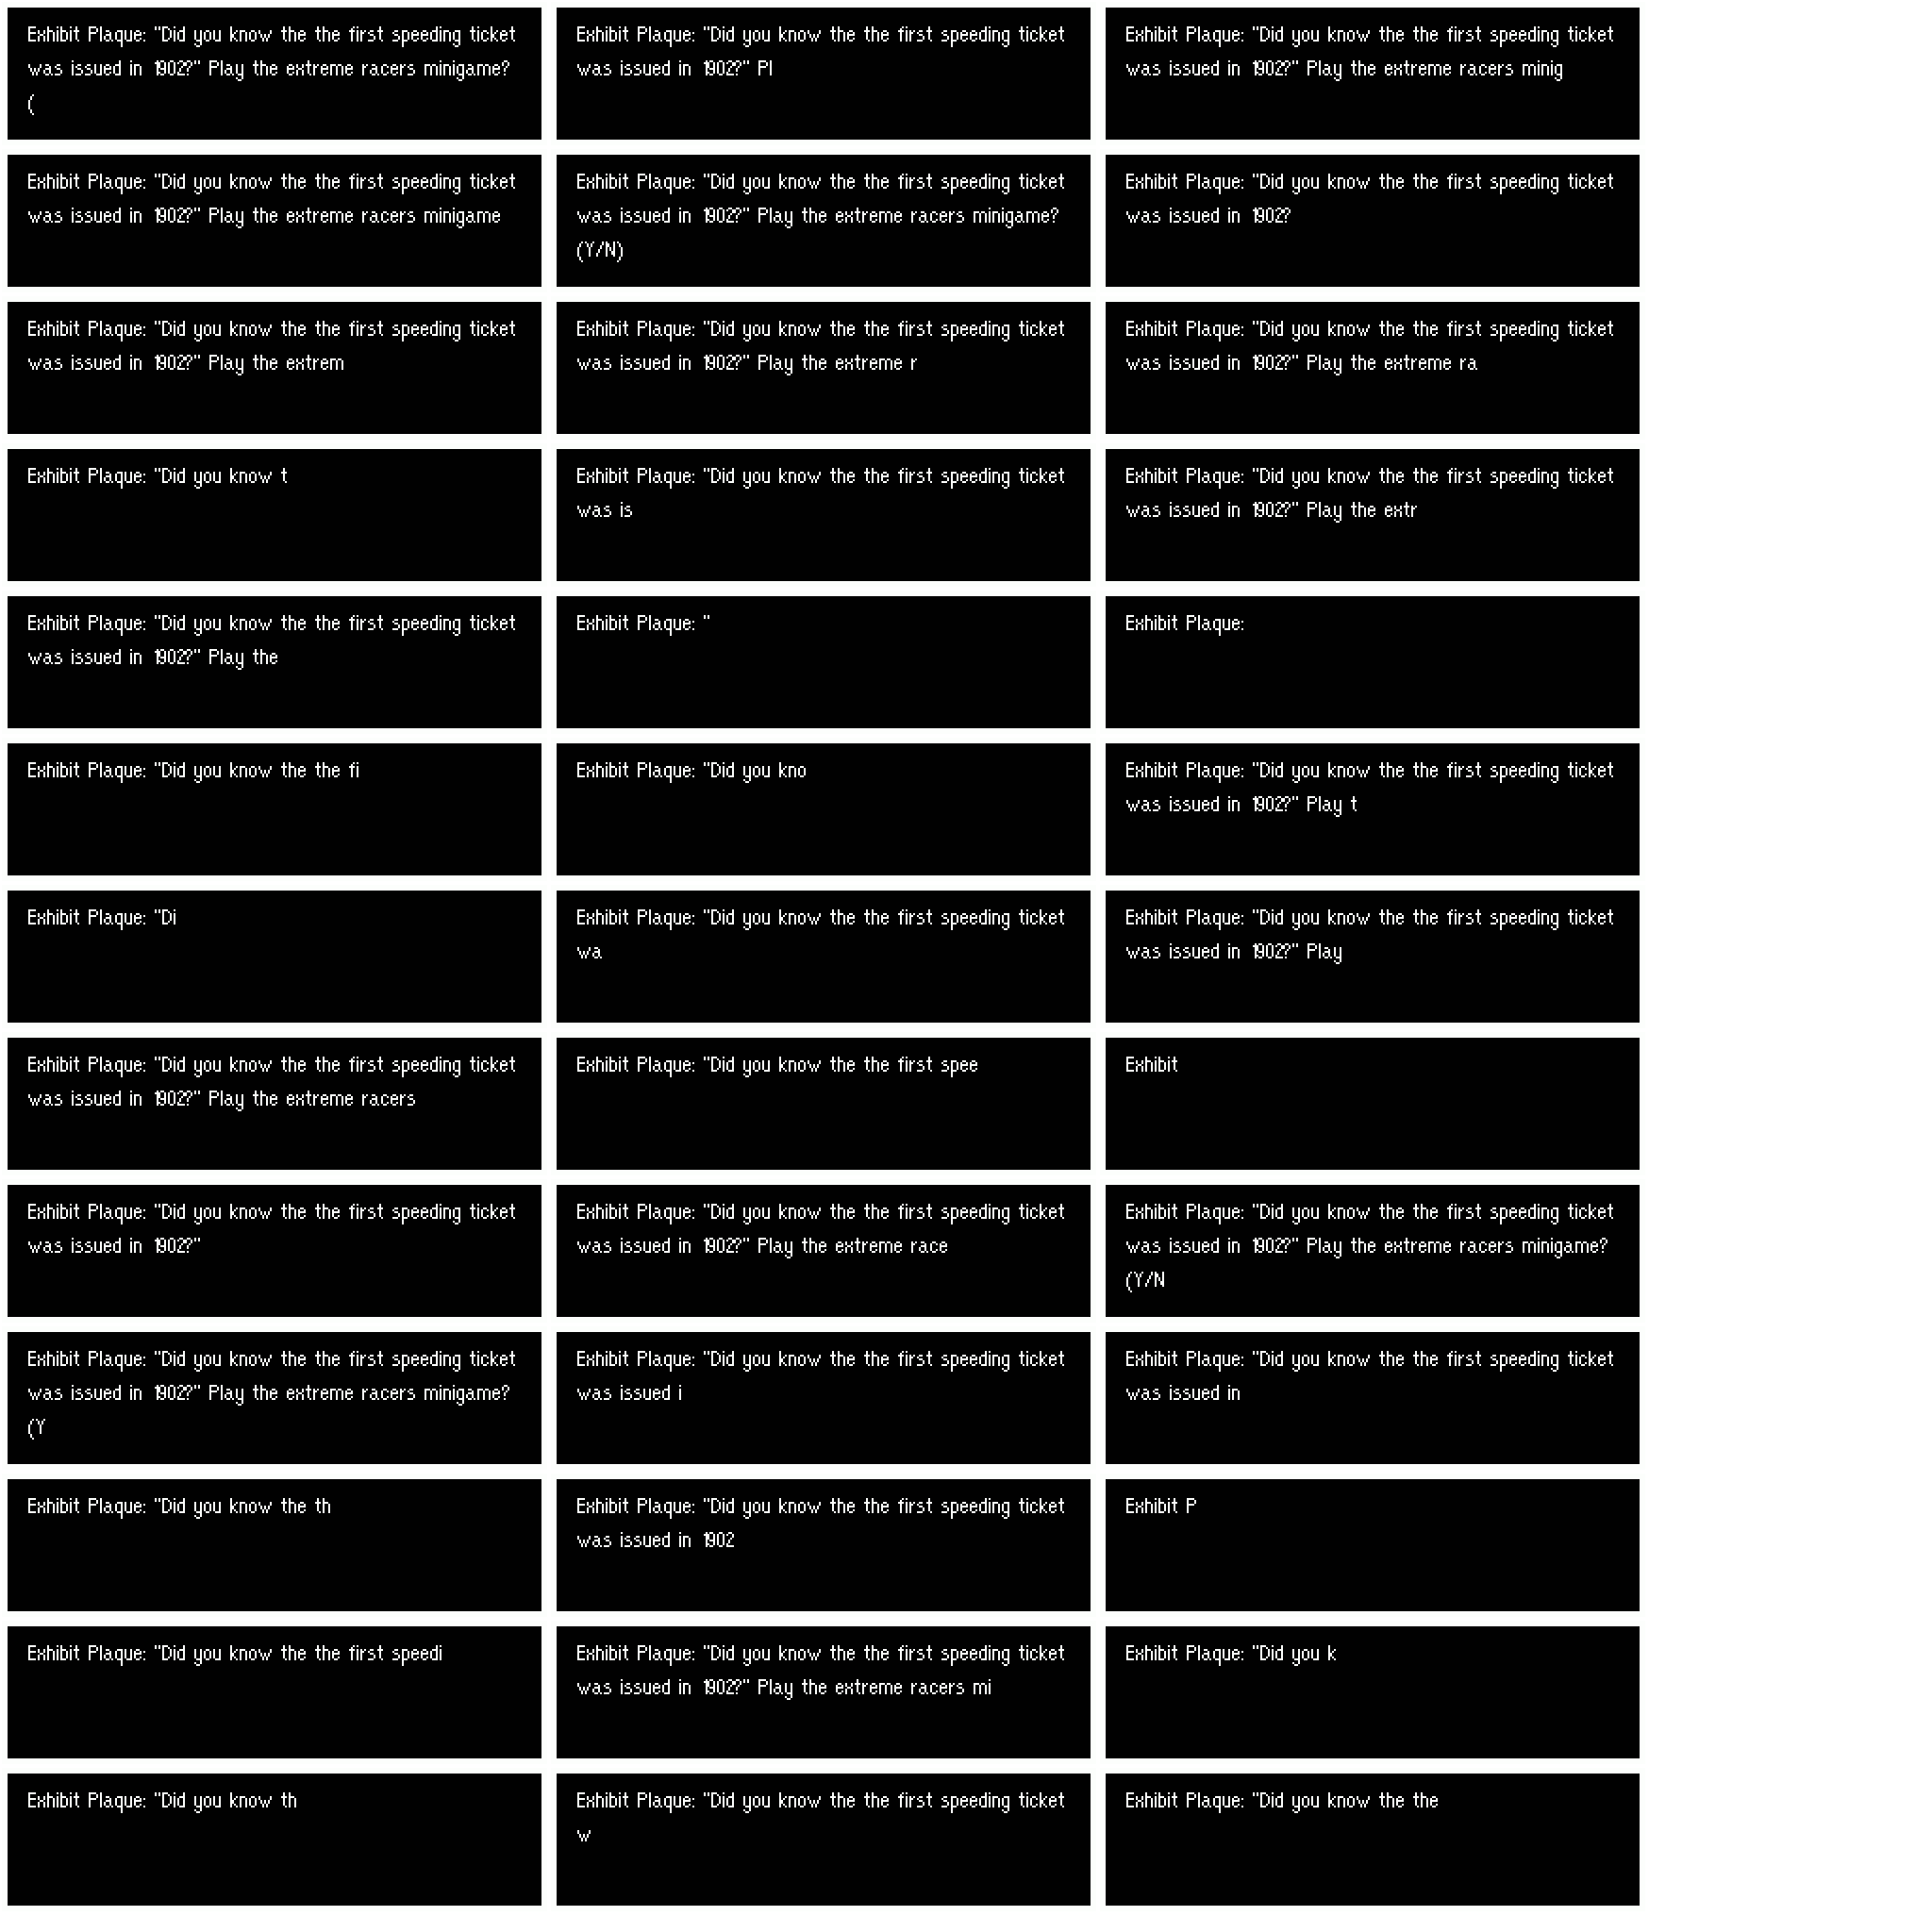 Exhibit Plaque: "Did you know the the first speeding ticket
was issued in 1902?" Play the extreme racers minigame?
(
Exhibit Plaque: "Did you know the the first speeding ticket
was issued in 1902?" Pl
Exhibit Plaque: "Did you know the the first speeding ticket
was issued in 1902?" Play the extreme racers minig
Exhibit Plaque: "Did you know the the first speeding ticket
was issued in 1902?" Play the extreme racers minigame
Exhibit Plaque: "Did you know the the first speeding ticket
was issued in 1902?" Play the extreme racers minigame?
(Y/N)
Exhibit Plaque: "Did you know the the first speeding ticket
was issued in 1902?
Exhibit Plaque: "Did you know the the first speeding ticket
was issued in 1902?" Play the extrem
Exhibit Plaque: "Did you know the the first speeding ticket
was issued in 1902?" Play the extreme r
Exhibit Plaque: "Did you know the the first speeding ticket
was issued in 1902?" Play the extreme ra
Exhibit Plaque: "Did you know t
Exhibit Plaque: "Did you know the the first speeding ticket
was is
Exhibit Plaque: "Did you know the the first speeding ticket
was issued in 1902?" Play the extr
Exhibit Plaque: "Did you know the the first speeding ticket
was issued in 1902?" Play the
Exhibit Plaque: "
Exhibit Plaque:
Exhibit Plaque: "Did you know the the fi
Exhibit Plaque: "Did you kno
Exhibit Plaque: "Did you know the the first speeding ticket
was issued in 1902?" Play t
Exhibit Plaque: "Di
Exhibit Plaque: "Did you know the the first speeding ticket
wa
Exhibit Plaque: "Did you know the the first speeding ticket
was issued in 1902?" Play
Exhibit Plaque: "Did you know the the first speeding ticket
was issued in 1902?" Play the extreme racers
Exhibit Plaque: "Did you know the the first spee
Exhibit
Exhibit Plaque: "Did you know the the first speeding ticket
was issued in 1902?"
Exhibit Plaque: "Did you know the the first speeding ticket
was issued in 1902?" Play the extreme race
Exhibit Plaque: "Did you know the the first speeding ticket
was issued in 1902?" Play the extreme racers minigame?
(Y/N
Exhibit Plaque: "Did you know the the first speeding ticket
was issued in 1902?" Play the extreme racers minigame?
(Y
Exhibit Plaque: "Did you know the the first speeding ticket
was issued i
Exhibit Plaque: "Did you know the the first speeding ticket
was issued in
Exhibit Plaque: "Did you know the th
Exhibit Plaque: "Did you know the the first speeding ticket
was issued in 1902
Exhibit P
Exhibit Plaque: "Did you know the the first speedi
Exhibit Plaque: "Did you know the the first speeding ticket
was issued in 1902?" Play the extreme racers mi
Exhibit Plaque: "Did you k
Exhibit Plaque: "Did you know th
Exhibit Plaque: "Did you know the the first speeding ticket
w
Exhibit Plaque: "Did you know the the